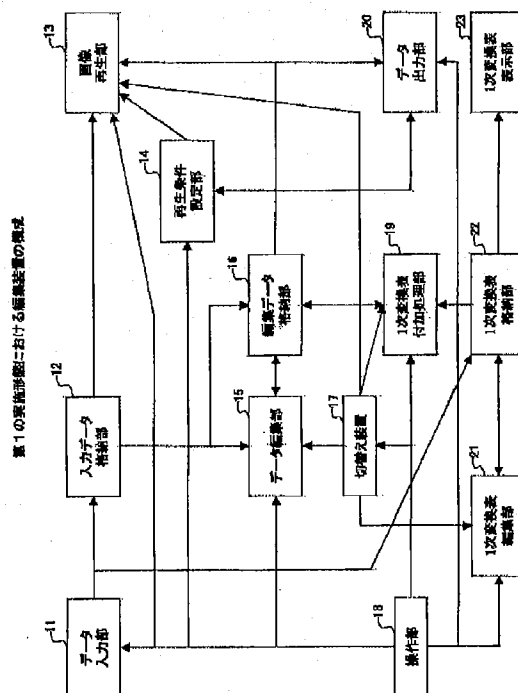 第1の実施形態における編集装置の構成
11
データ
入力部
12
入力データ
格納部
13
画像
再生部
14
再生条件
設定部
15
データ編集部
16
編集データ
格納部
17
切替え装置
18
操作部
19
1次変換表
付加処理部
20
データ
出力部
21
1次変換表
編集部
22
1次変換表
格納部
23
1次変換表
表示部